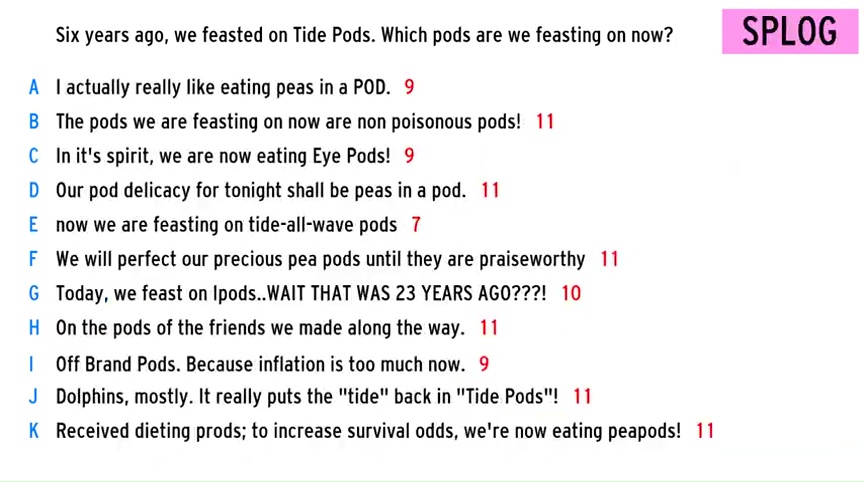 Six years ago, we feasted on Tide Pods. Which pods are we feasting on now?
SPLOG
A I actually really like eating peas in a POD. 9
B The pods we are feasting on now are non poisonous pods! 11
C In it's spirit, we are now eating Eye Pods! 9
D Our pod delicacy for tonight shall be peas in a pod. 11
E now we are feasting on tide-all-wave pods 7
F We will perfect our precious pea pods until they are praiseworthy 11
G Today, we feast on Ipods..WAIT THAT WAS 23 YEARS AGO???! 10
H On the pods of the friends we made along the way. 11
I Off Brand Pods. Because inflation is too much now. 9
J Dolphins, mostly. It really puts the "tide" back in "Tide Pods"! 11
K Received dieting prods; to increase survival odds, we're now eating peapods! 11